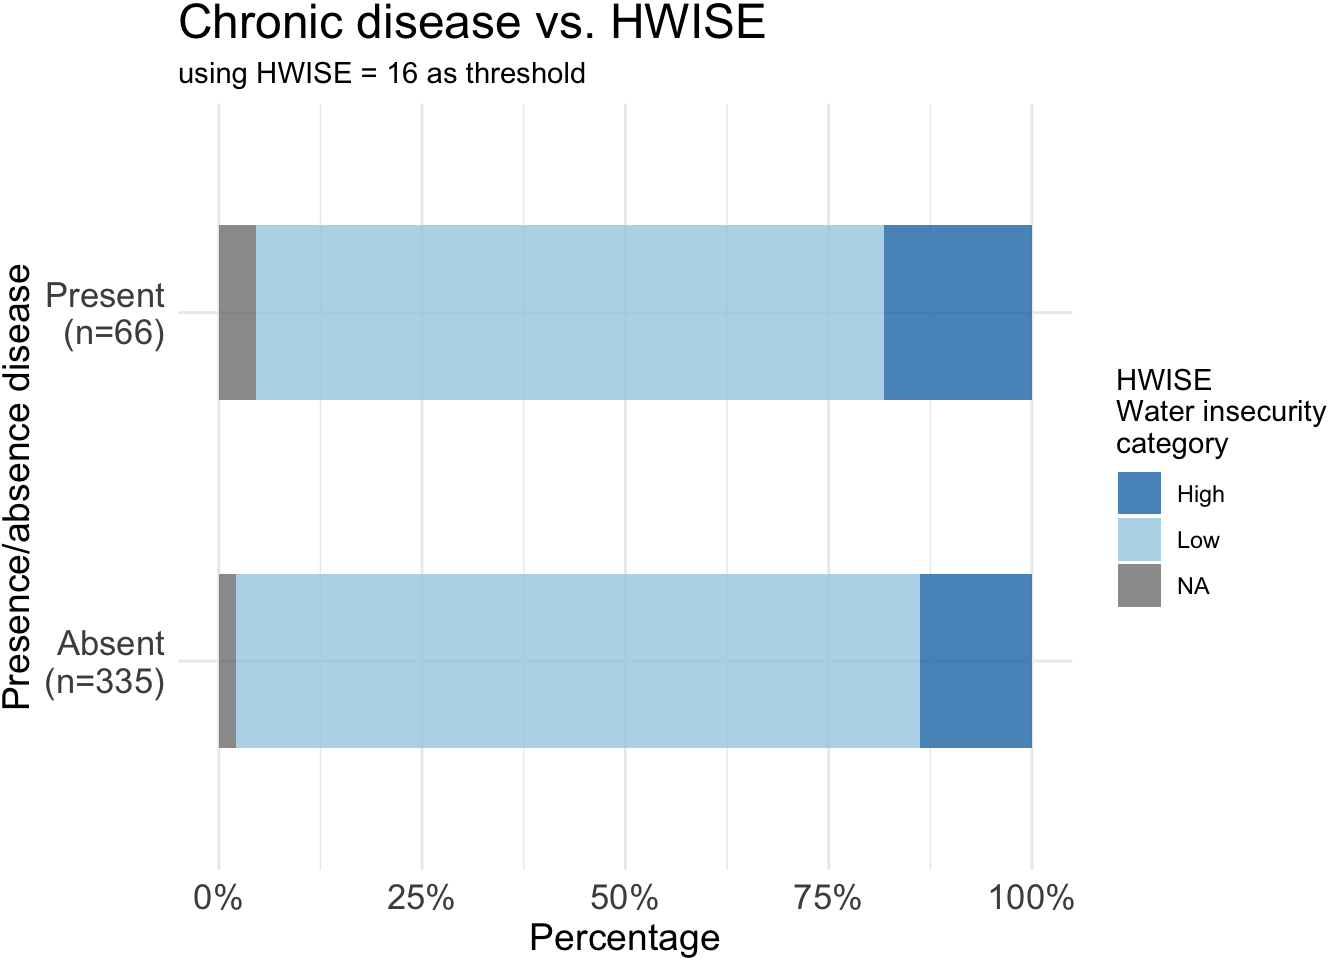 Chronic disease vs. HWISE
using HWISE = 16 as threshold
Presence/absence disease
Present
(n=66)
Absent
(n=335)
0%
25%
50%
75%
100%
Percentage
HWISE
Water insecurity
category
High
Low
NA